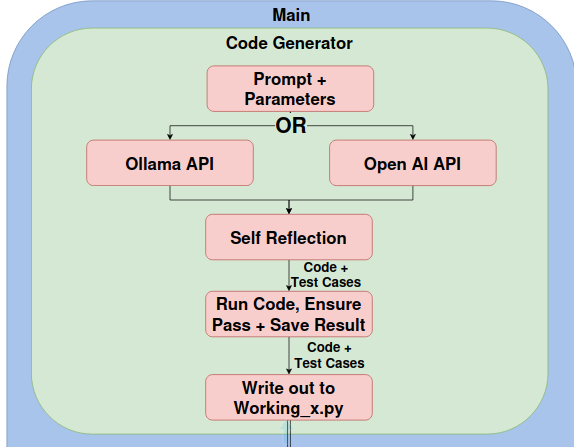 Main
Code Generator
Prompt +
Parameters
OR
Ollama API
Open AI API
Self Reflection
Code +
Test Cases
Run Code, Ensure
Pass + Save Result
Code +
Test Cases
Write out to
Working_x.py